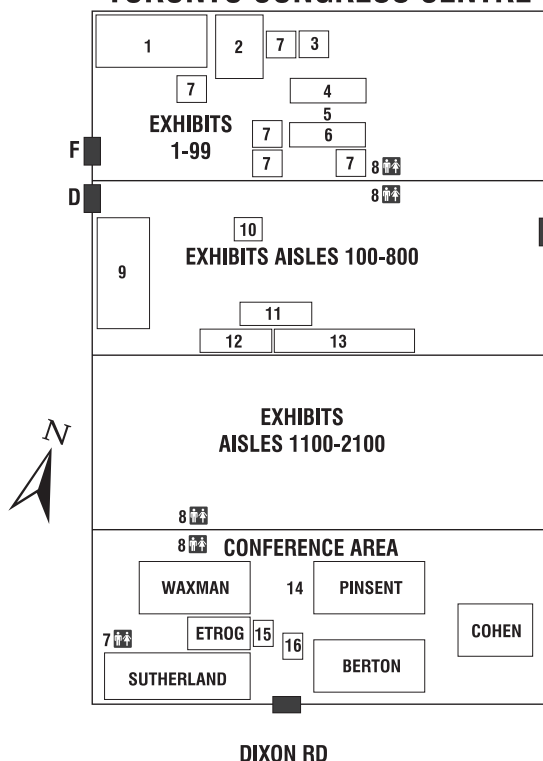 TORONTO CONGRESS CENTRE
1
2
7
3
7
4
5
EXHIBITS
1-99
7
6
7
7
8
F
D
8
10
EXHIBITS AISLES 100-800
9
11
12
13
EXHIBITS
AISLES 1100-2100
N
8
8
CONFERENCE AREA
WAXMAN
14
PINSENT
ETROG
15
COHEN
7
16
SUTHERLAND
BERTON
DIXON RD